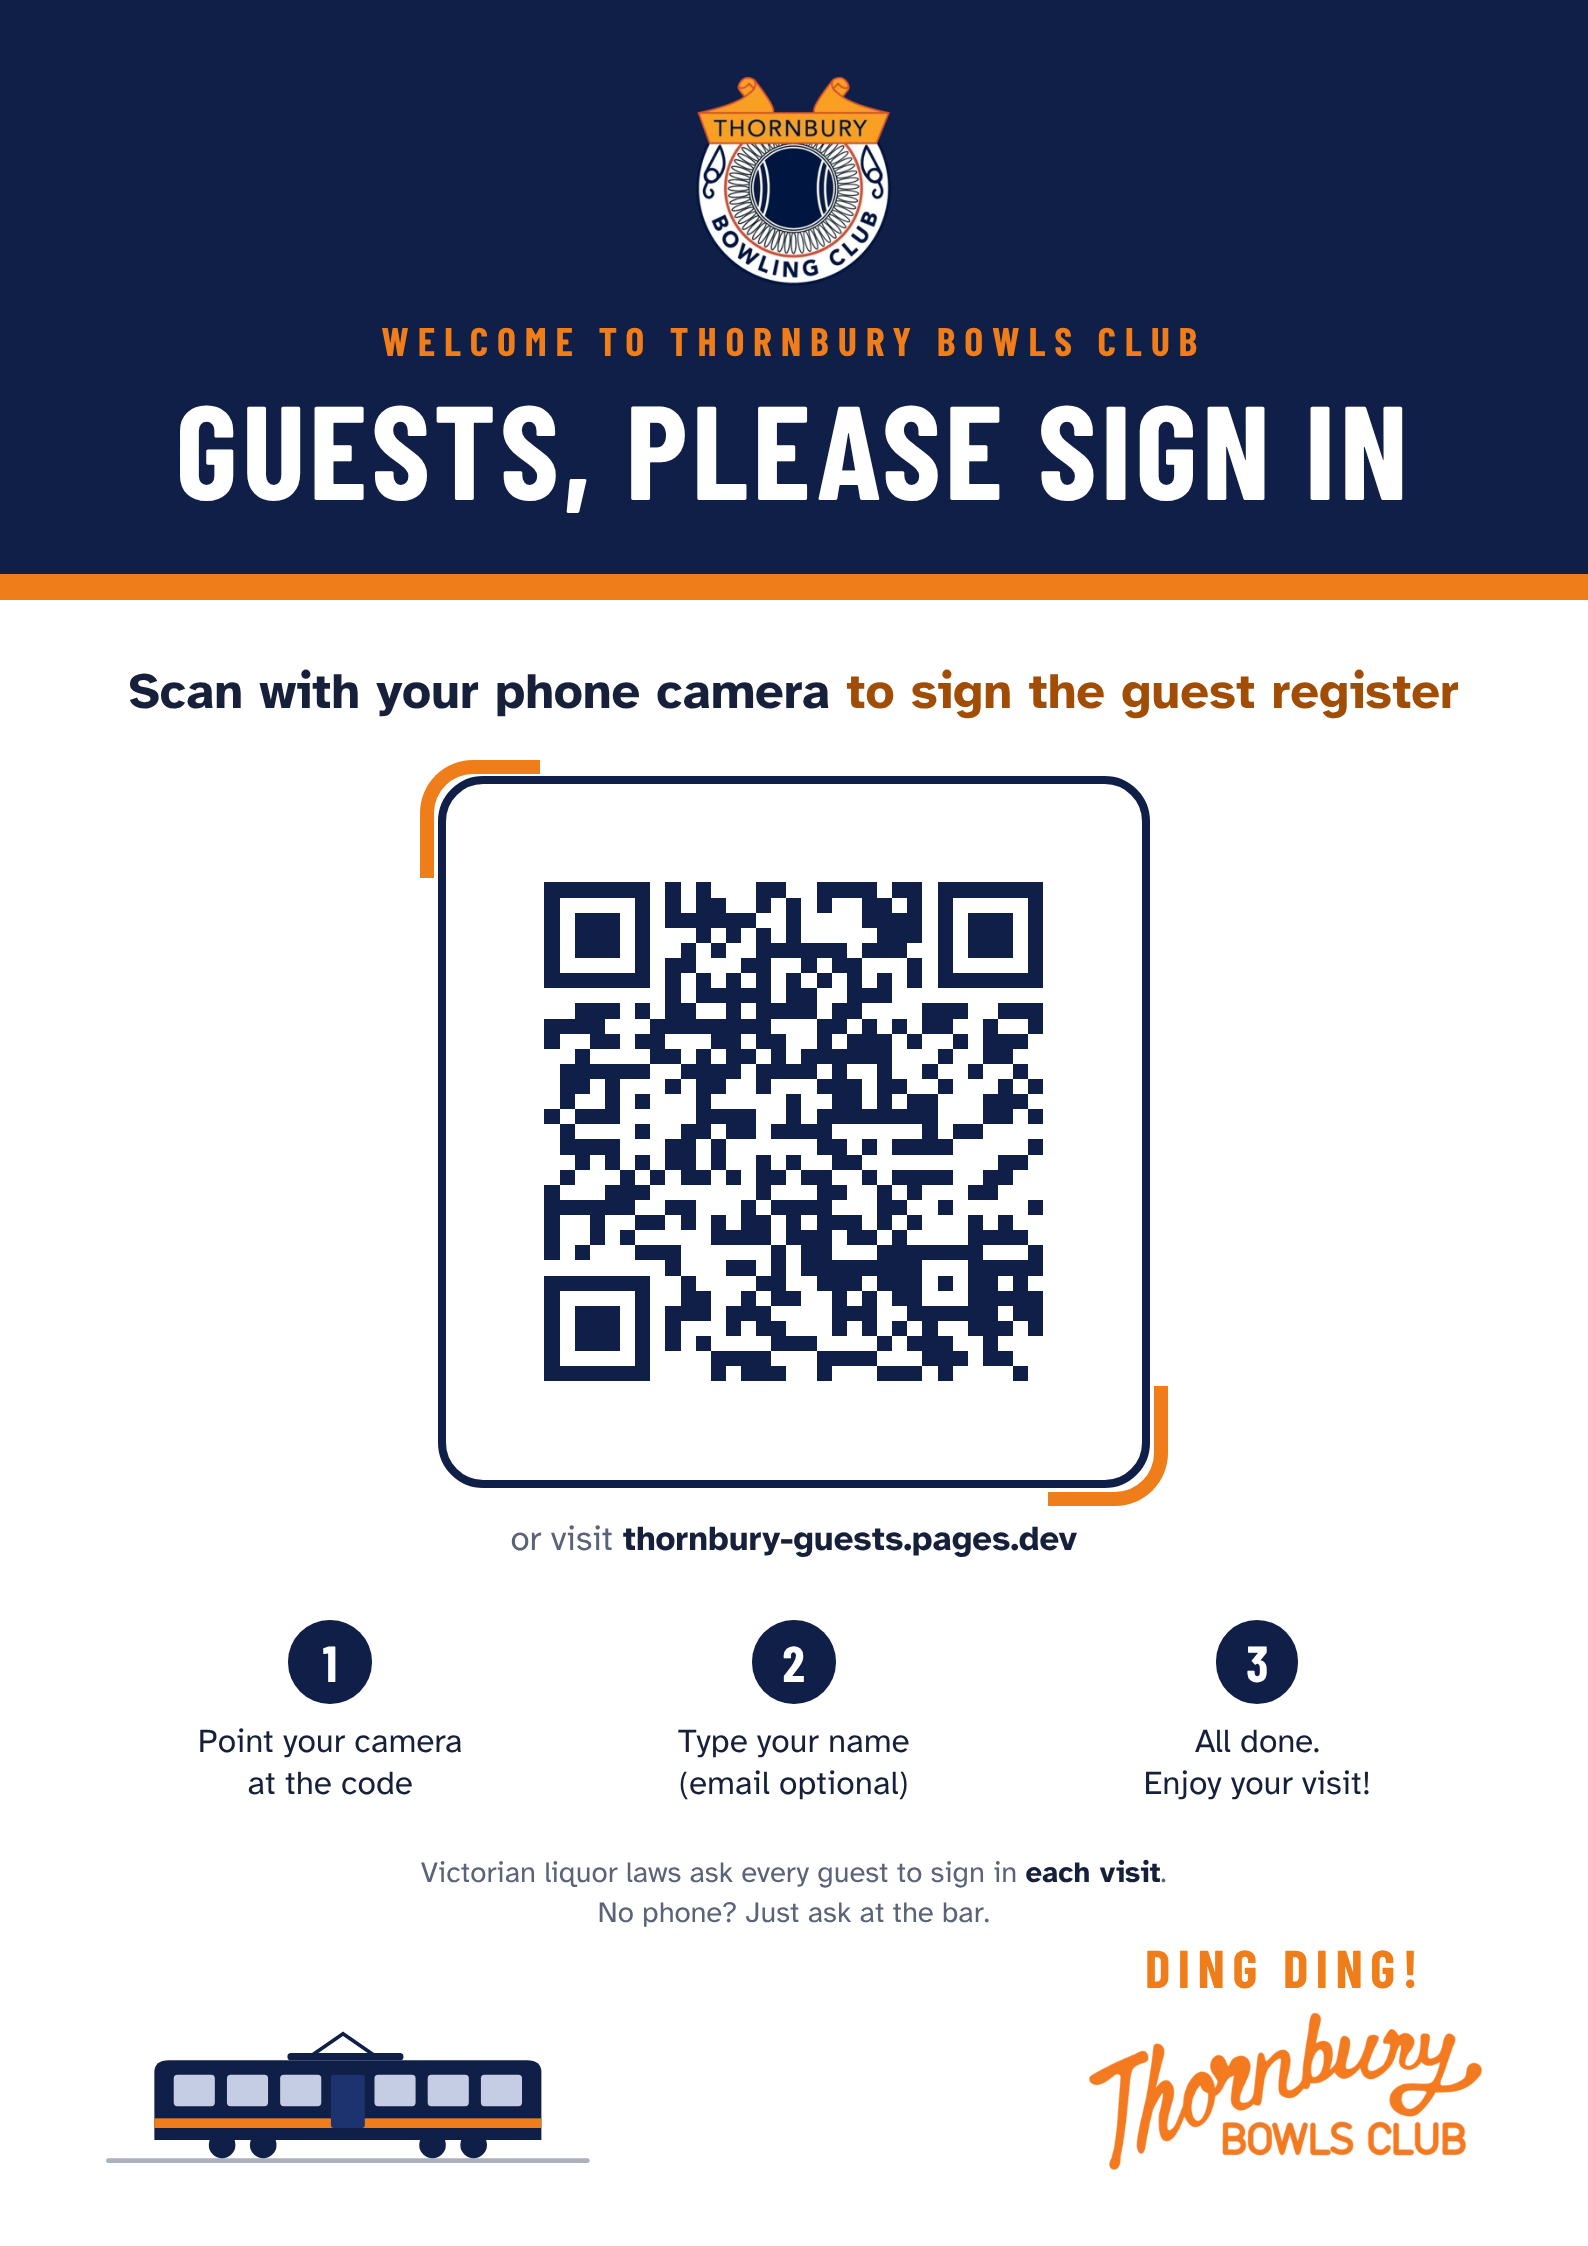 THORNBURY
BOWLING CLUB
WELCOME TO THORNBURY BOWLS CLUB
GUESTS, PLEASE SIGN IN
Scan with your phone camera to sign the guest register
or visit thornbury-guests.pages.dev
1
Point your camera
at the code
2
Type your name
(email optional)
3
All done.
Enjoy your visit!
Victorian liquor laws ask every guest to sign in each visit.
No phone? Just ask at the bar.
DING DING!
Thornbury
BOWLS CLUB